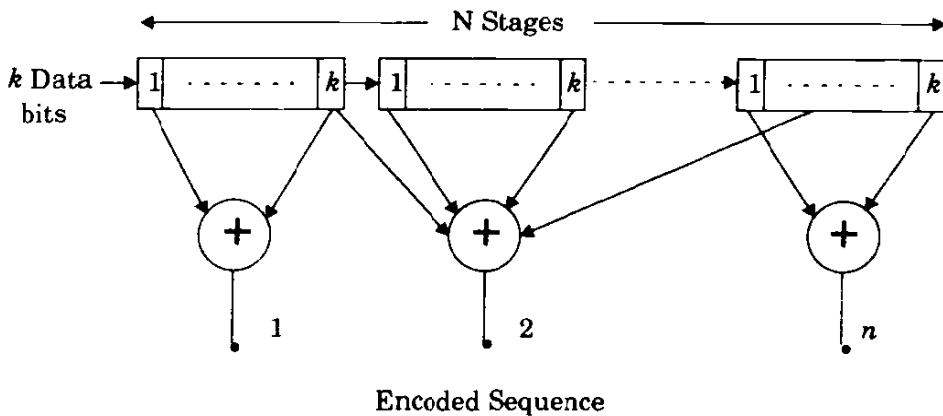 N Stages
k Data bits
1 ........ k
1 ........ k
1 ........ k
+ + +
1 2 n
Encoded Sequence